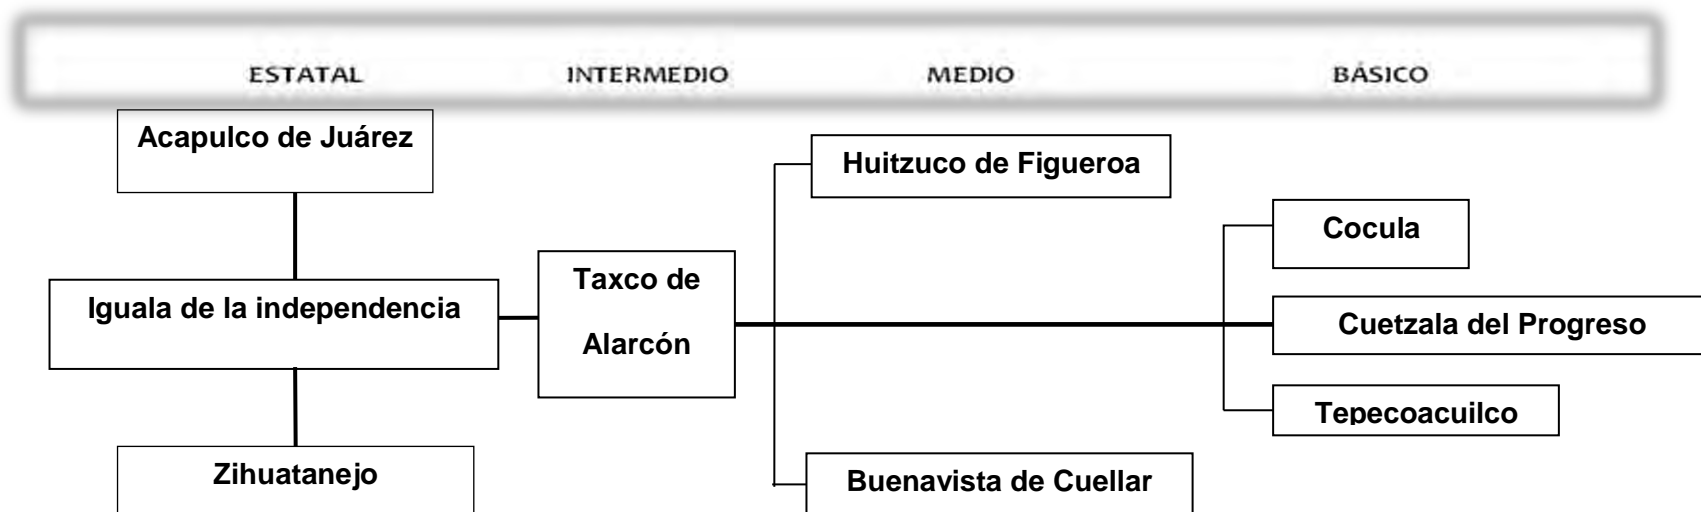 ESTATAL INTERMEDIO MEDIO BÁSICO
Acapulco de Juárez
Iguala de la independencia
Zihuatanejo
Taxco de
Alarcón
Huitzuco de Figueroa
Buenavista de Cuellar
Cocula
Cuetzala del Progreso
Tepecoacuilco